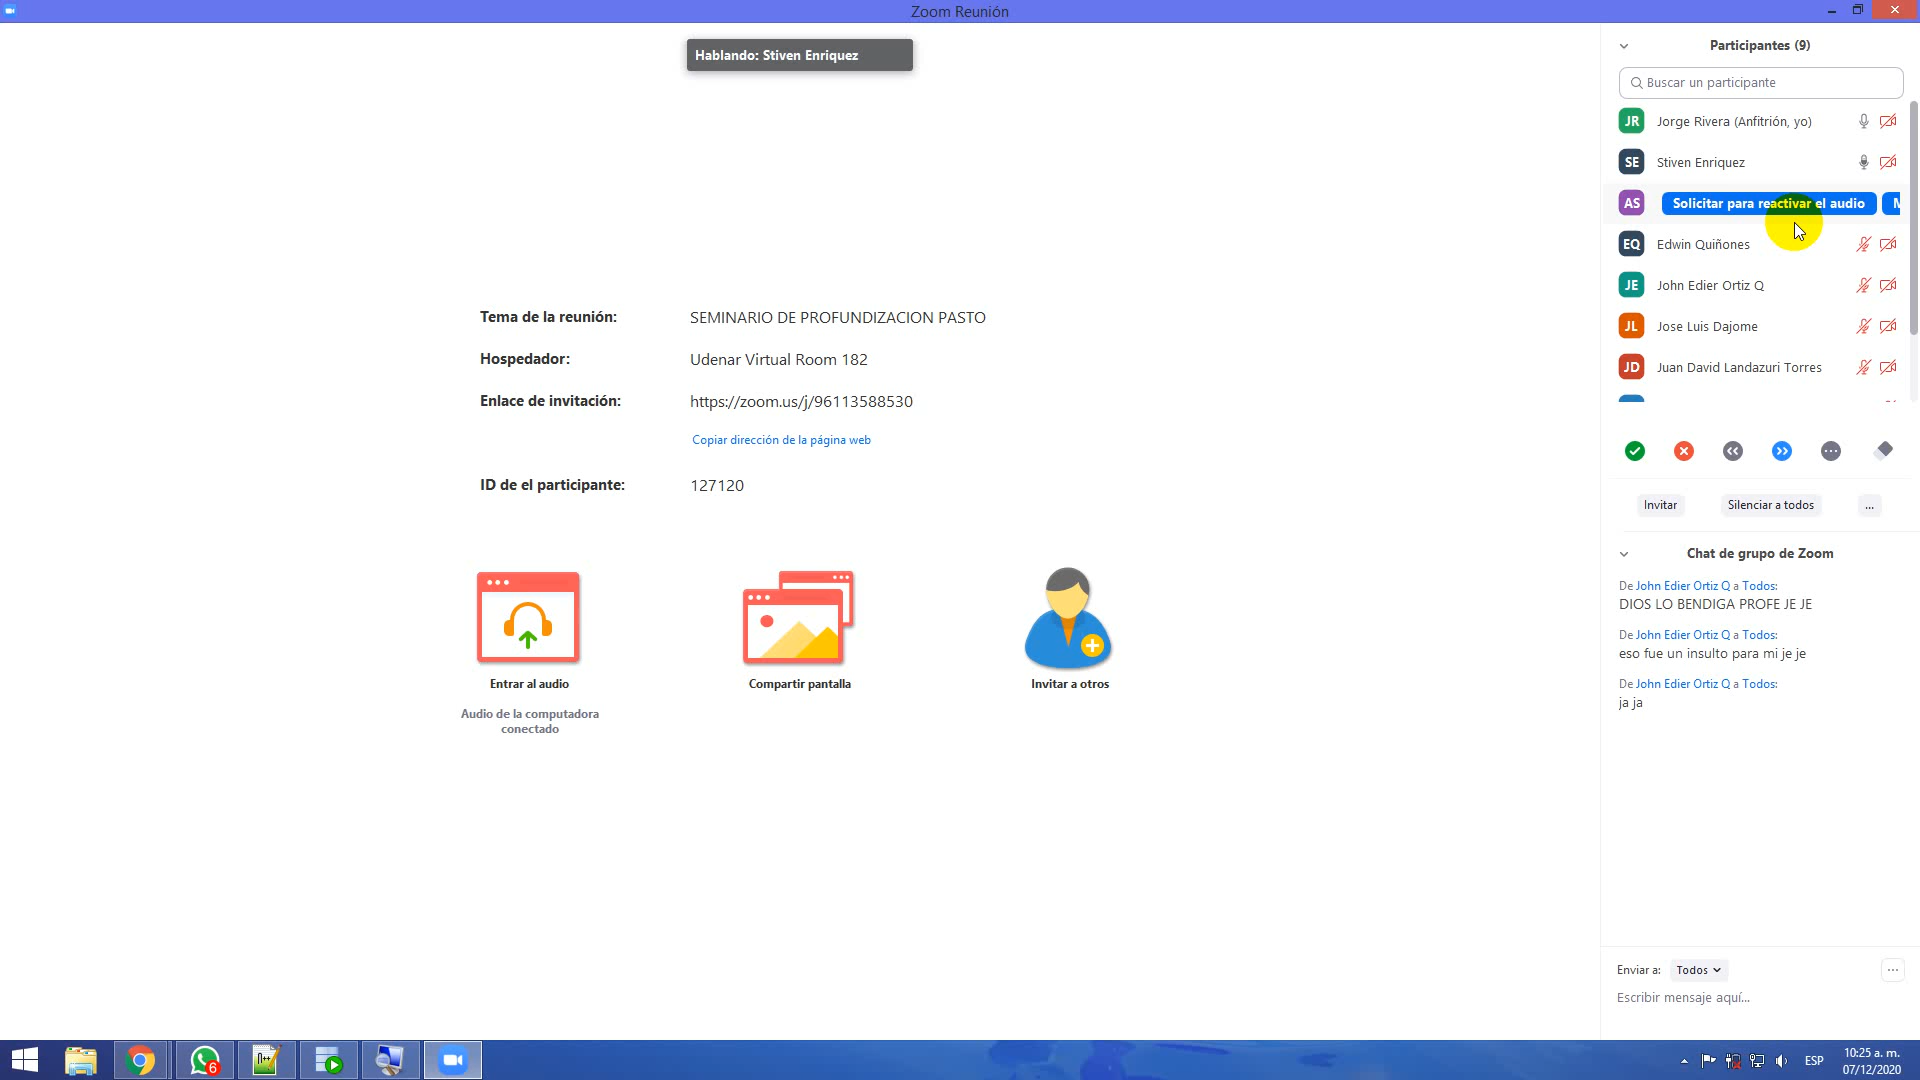 Zoom Reunión
Hablando: Stiven Enriquez
Tema de la reunión: SEMINARIO DE PROFUNDIZACION PASTO
Hospedador: Udenar Virtual Room 182
Enlace de invitación: https://zoom.us/j/96113588530
Copiar dirección de la página web
ID de el participante: 127120
Entrar al audio
Audio de la computadora
conectado
Compartir pantalla
Invitar a otros
Participantes (9)
Buscar un participante
JR Jorge Rivera (Anfitrión, yo)
SE Stiven Enriquez
AS Solicitar para reactivar el audio M
EQ Edwin Quiñones
JE John Edier Ortiz Q
JL Jose Luis Dajome
JD Juan David Landazuri Torres
Invitar Silenciar a todos ...
Chat de grupo de Zoom
De John Edier Ortiz Q a Todos:
DIOS LO BENDIGA PROFE JE JE
De John Edier Ortiz Q a Todos:
eso fue un insulto para mi je je
De John Edier Ortiz Q a Todos:
ja ja
Enviar a: Todos
Escribir mensaje aquí...
6
ESP
10:25 a. m.
07/12/2020